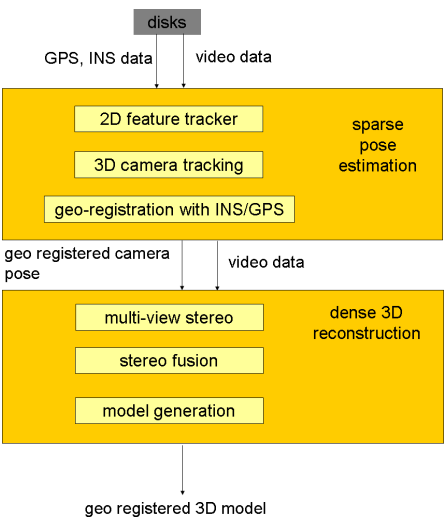 disks
GPS, INS data
video data
2D feature tracker
sparse
pose
estimation
3D camera tracking
geo-registration with INS/GPS
geo registered camera
pose
video data
multi-view stereo
dense 3D
reconstruction
stereo fusion
model generation
geo registered 3D model